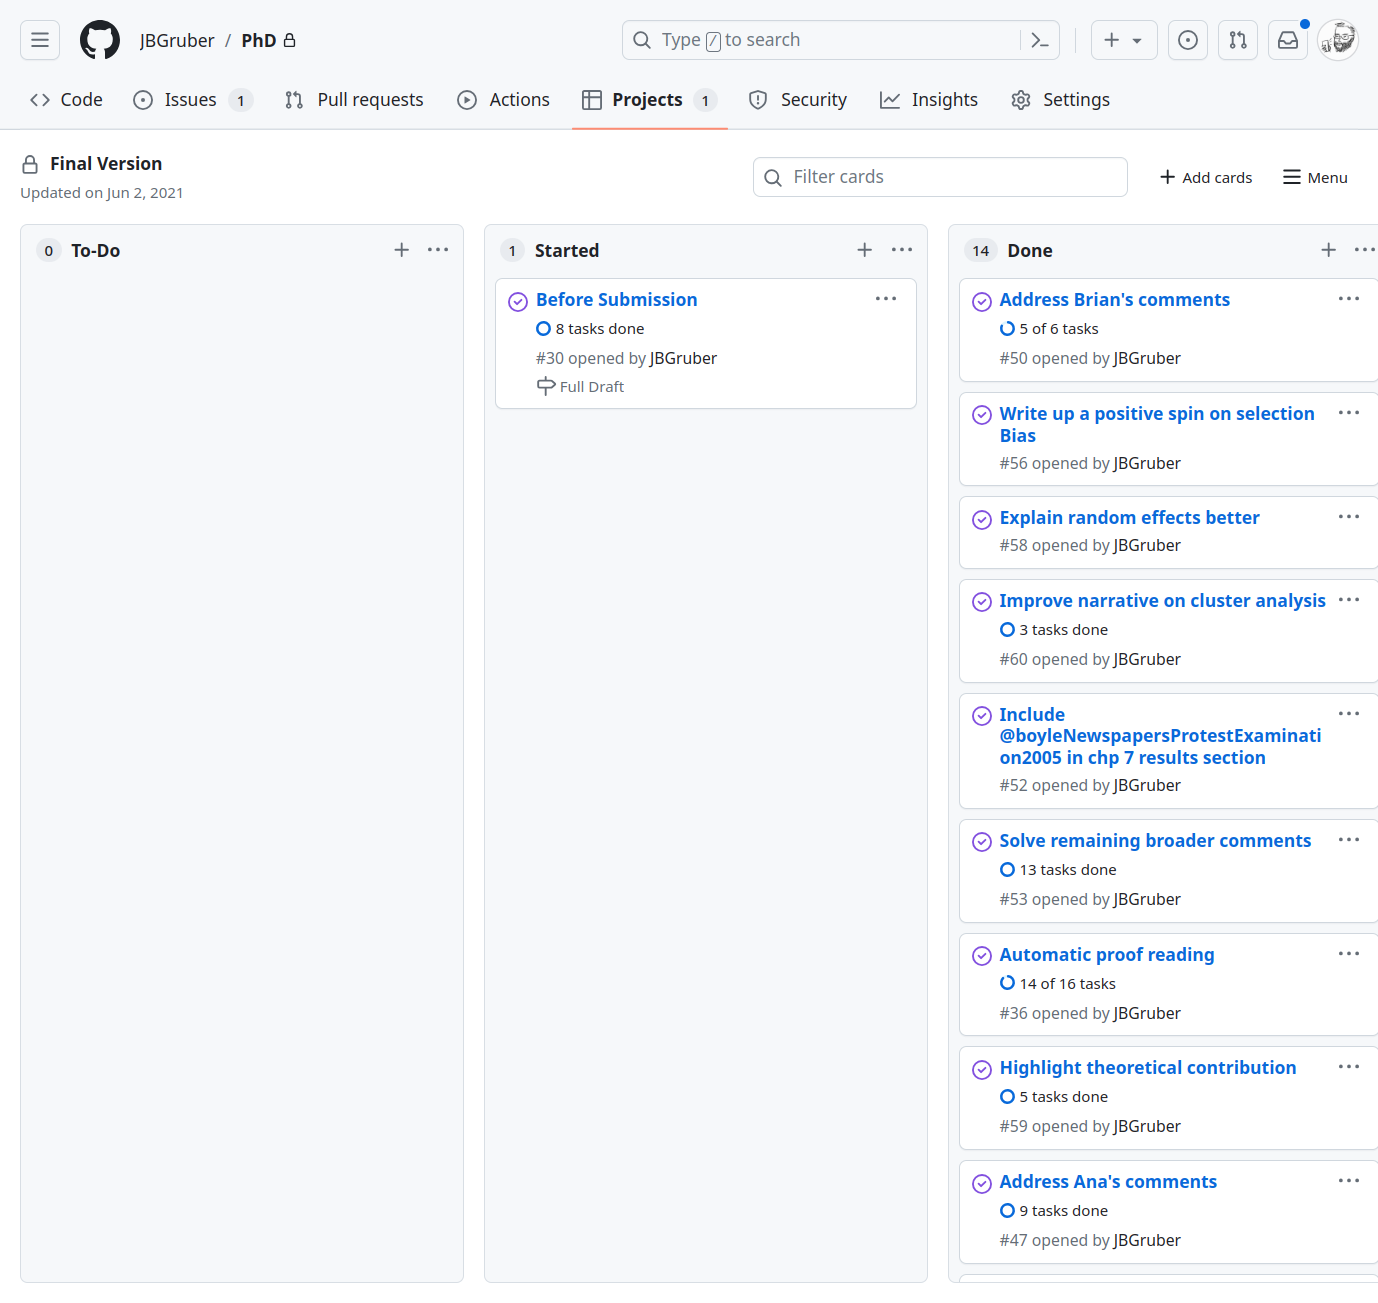 JBGruber / PhD
Type / to search
Code
Issues 1
Pull requests
Actions
Projects 1
Security
Insights
Settings
Final Version
Updated on Jun 2, 2021
Filter cards
+ Add cards
Menu
0 To-Do
1 Started
Before Submission
8 tasks done
#30 opened by JBGruber
Full Draft
14 Done
Address Brian's comments
5 of 6 tasks
#50 opened by JBGruber
Write up a positive spin on selection
Bias
#56 opened by JBGruber
Explain random effects better
#58 opened by JBGruber
Improve narrative on cluster analysis
3 tasks done
#60 opened by JBGruber
Include
@boyleNewspapersProtestExaminati
on2005 in chp 7 results section
#52 opened by JBGruber
Solve remaining broader comments
13 tasks done
#53 opened by JBGruber
Automatic proof reading
14 of 16 tasks
#36 opened by JBGruber
Highlight theoretical contribution
5 tasks done
#59 opened by JBGruber
Address Ana's comments
9 tasks done
#47 opened by JBGruber